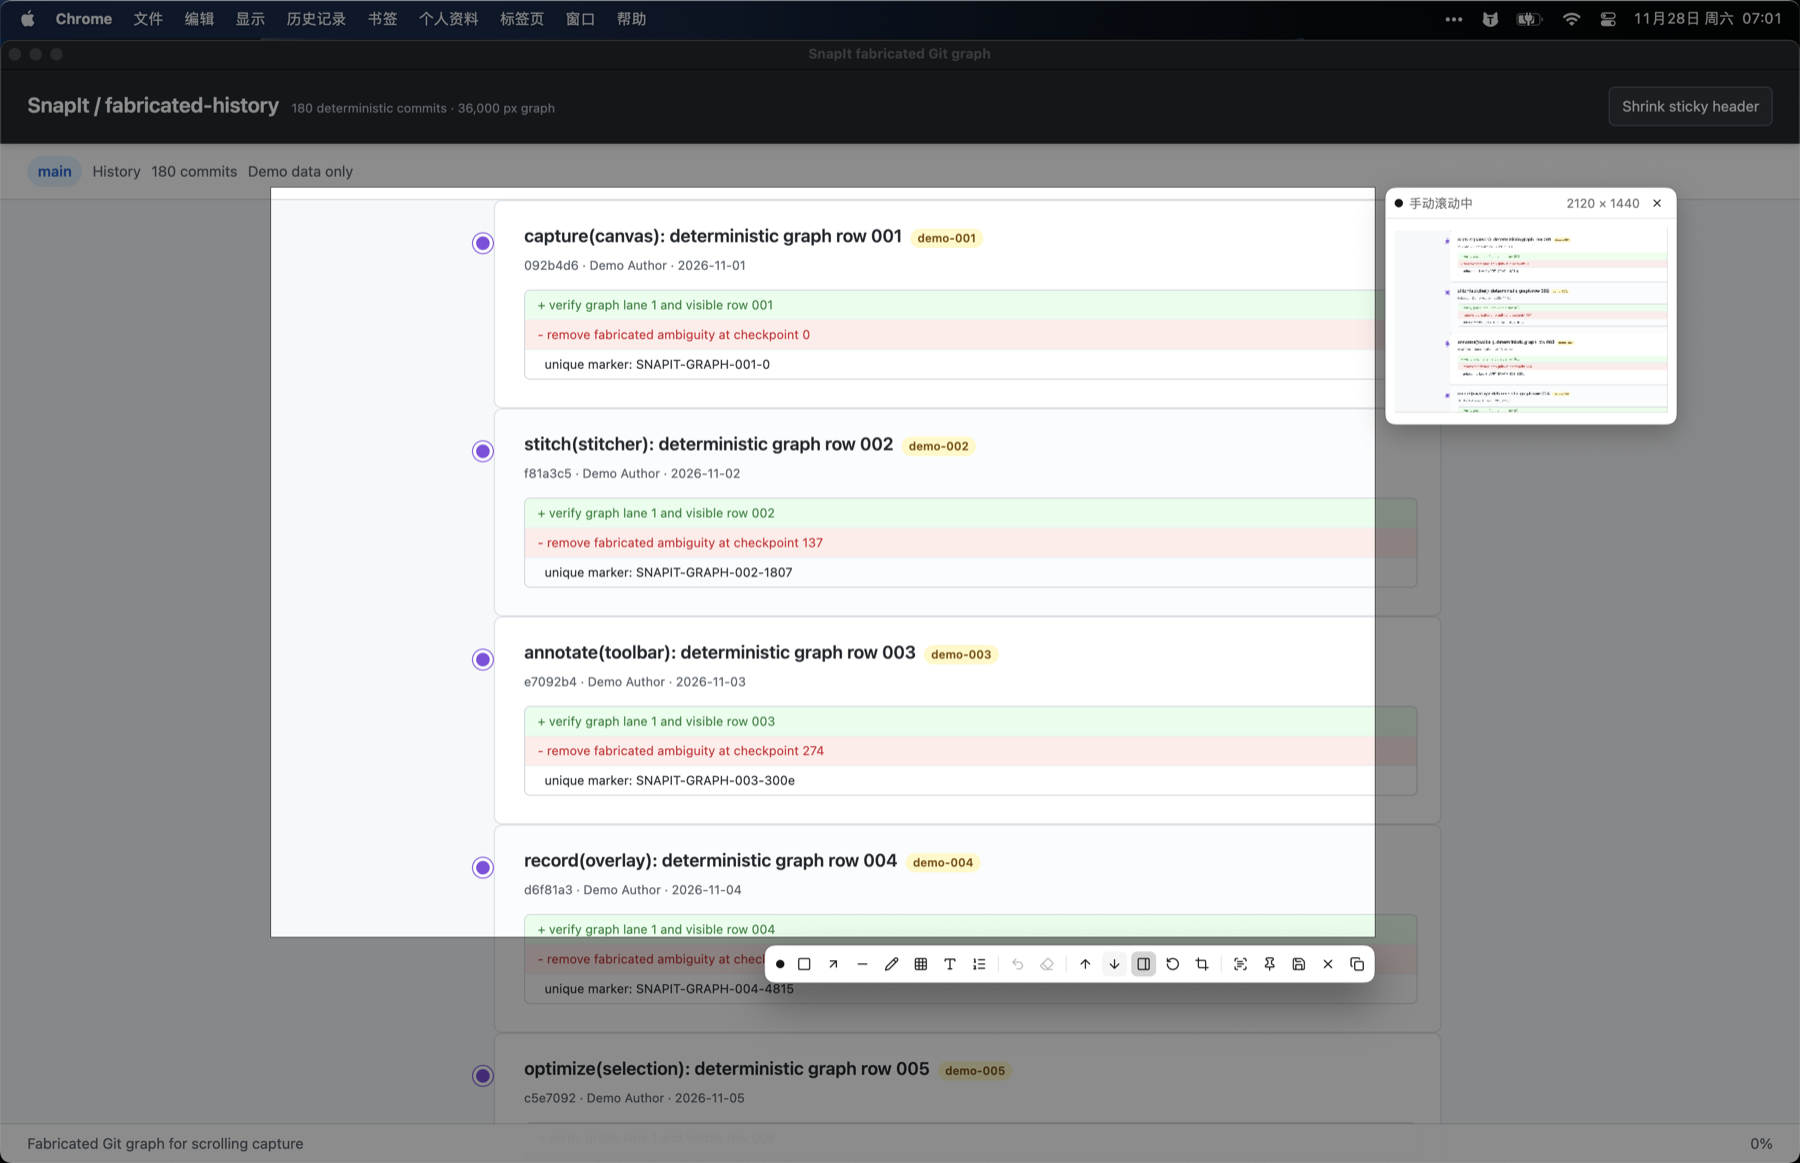 Chrome 文件 编辑 显示 历史记录 书签 个人资料 标签页 窗口 帮助 11月28日 周六 07:01
SnapIt fabricated Git graph
SnapIt / fabricated-history 180 deterministic commits · 36,000 px graph Shrink sticky header
main History 180 commits Demo data only
手动滚动中 2120 × 1440
capture(canvas): deterministic graph row 001 demo-001
092b4d6 · Demo Author · 2026-11-01
+ verify graph lane 1 and visible row 001
- remove fabricated ambiguity at checkpoint 0
unique marker: SNAPIT-GRAPH-001-0
stitch(stitcher): deterministic graph row 002 demo-002
f81a3c5 · Demo Author · 2026-11-02
+ verify graph lane 1 and visible row 002
- remove fabricated ambiguity at checkpoint 137
unique marker: SNAPIT-GRAPH-002-1807
annotate(toolbar): deterministic graph row 003 demo-003
e7092b4 · Demo Author · 2026-11-03
+ verify graph lane 1 and visible row 003
- remove fabricated ambiguity at checkpoint 274
unique marker: SNAPIT-GRAPH-003-300e
record(overlay): deterministic graph row 004 demo-004
d6f81a3 · Demo Author · 2026-11-04
+ verify graph lane 1 and visible row 004
- remove fabricated ambiguity at chec
unique marker: SNAPIT-GRAPH-004-4815
optimize(selection): deterministic graph row 005 demo-005
c5e7092 · Demo Author · 2026-11-05
Fabricated Git graph for scrolling capture 0%